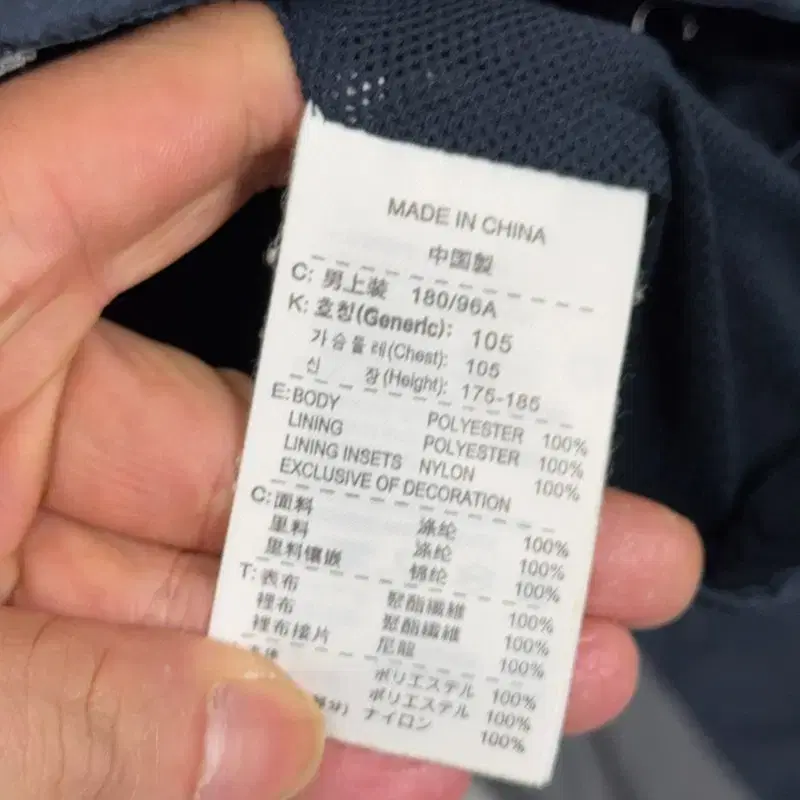 MADE IN CHINA
中国製
C: 男上装 180/96A
K: 호칭(Generic): 105
가슴둘레(Chest): 105
신 장(Height): 175-185
E:BODY POLYESTER 100%
LINING POLYESTER 100%
LINING INSETS NYLON 100%
EXCLUSIVE OF DECORATION
C:面料 涤纶 100%
里料 涤纶 100%
里料镶嵌 锦纶 100%
T:表布 聚酯纖維 100%
裡布 聚酯纖維 100%
裡布接片 尼龍 100%
ポリエステル 100%
ポリエステル 100%
ナイロン 100%